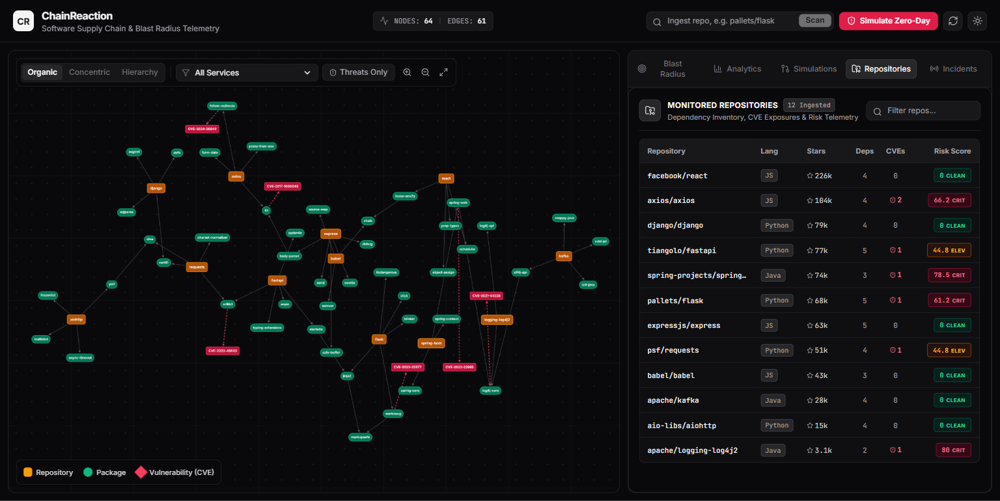 CR
ChainReaction
Software Supply Chain & Blast Radius Telemetry
NODES: 64 | EDGES: 61
Ingest repo, e.g. pallets/flask
Scan
Simulate Zero-Day
Organic
Concentric
Hierarchy
All Services
Threats Only
follow-redirects
CVE-2024-28849
asgiref
pytz
form-data
proxy-from-env
axios
django
CVE-2017-1000048
react
loose-envify
spring-web
sqlparse
qs
source-map
chalk
prop-types
log4j-api
snappy-java
idna
charset-normalizer
pydantic
express
debug
scheduler
zstd-jni
certifi
requests
body-parser
babel
kafka
itsdangerous
object-assign
slf4j-api
yarl
fastapi
send
cookie
lz4-java
frozenlist
urllib3
anyio
semver
click
CVE-2021-44228
aiohttp
typing-extensions
starlette
blinker
spring-context
logging-log4j2
multidict
flask
spring-boot
async-timeout
CVE-2023-45803
safe-buffer
jinja2
CVE-2023-25577
CVE-2022-22965
spring-core
log4j-core
werkzeug
markupsafe
Repository
Package
Vulnerability (CVE)
Blast
Radius
Analytics
Simulations
Repositories
Incidents
MONITORED REPOSITORIES 12 Ingested
Dependency Inventory, CVE Exposures & Risk Telemetry
Filter repos...
Repository Lang Stars Deps CVEs Risk Score
facebook/react JS 226k 4 0 0 CLEAN
axios/axios JS 104k 4 2 66.2 CRIT
django/django Python 79k 4 0 0 CLEAN
tiangolo/fastapi Python 77k 5 1 44.8 ELEV
spring-projects/spring… Java 74k 3 1 78.5 CRIT
pallets/flask Python 68k 5 1 61.2 CRIT
expressjs/express JS 63k 5 0 0 CLEAN
psf/requests Python 51k 4 1 44.8 ELEV
babel/babel JS 43k 3 0 0 CLEAN
apache/kafka Java 28k 4 0 0 CLEAN
aio-libs/aiohttp Python 15k 4 0 0 CLEAN
apache/logging-log4j2 Java 3.1k 2 1 80 CRIT